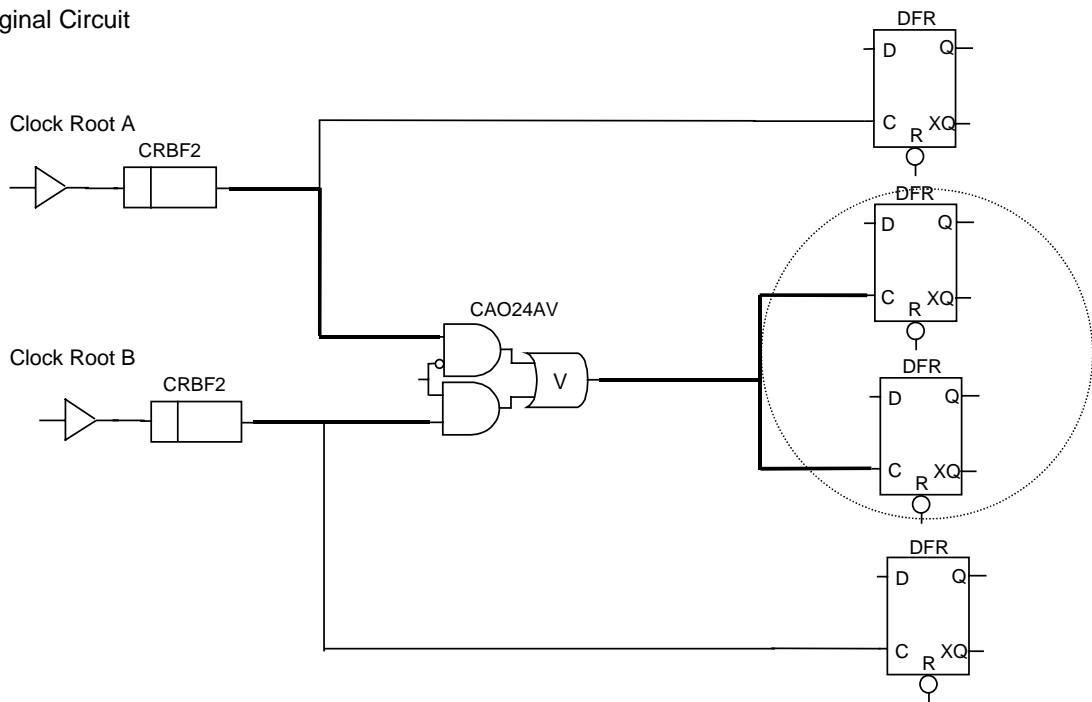 ginal Circuit
DFR
D
Q
C
XQ
R
Clock Root A
CRBF2
DFR
D
Q
C
XQ
R
CAO24AV
V
Clock Root B
CRBF2
DFR
D
Q
C
XQ
R
DFR
D
Q
C
XQ
R